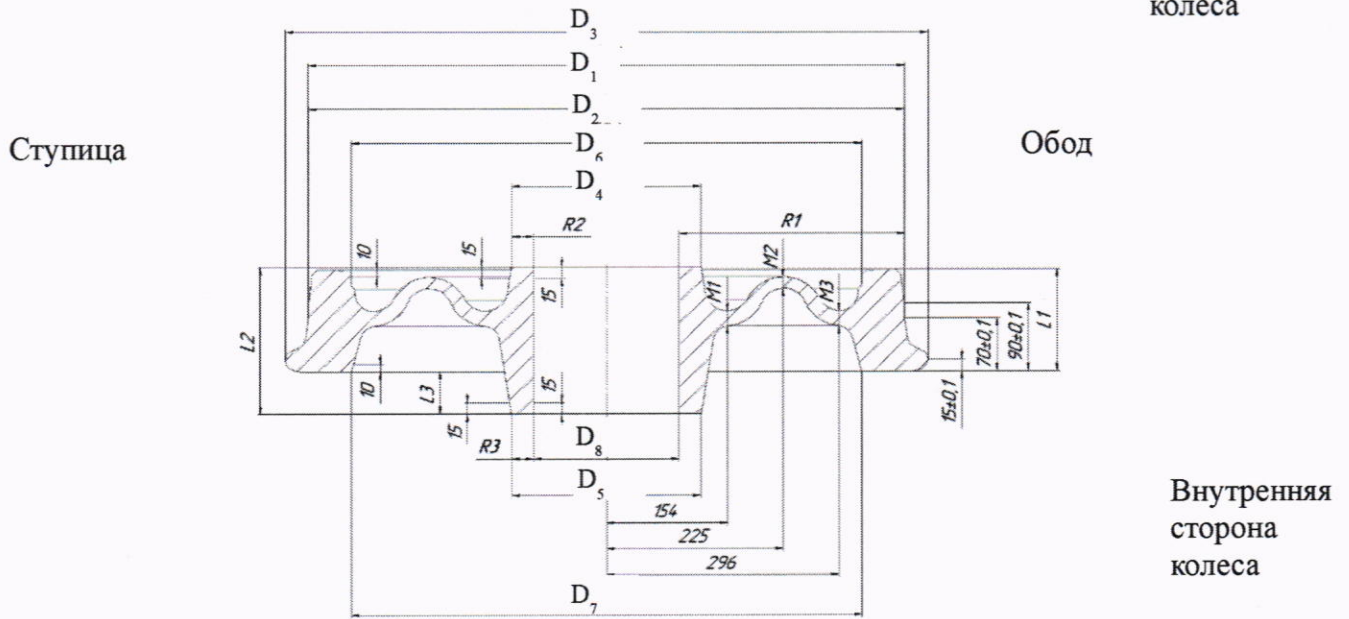 колеса
D₃
D₁
D₂
Ступица
D₆
Обод
D₄
R2
R1
10
15
15
M1
M2
M3
L2
L1
70±0,1
90±0,1
15±0,1
10
L3
15
15
R3
D₈
D₅
154
225
296
D₇
Внутренняя
сторона
колеса